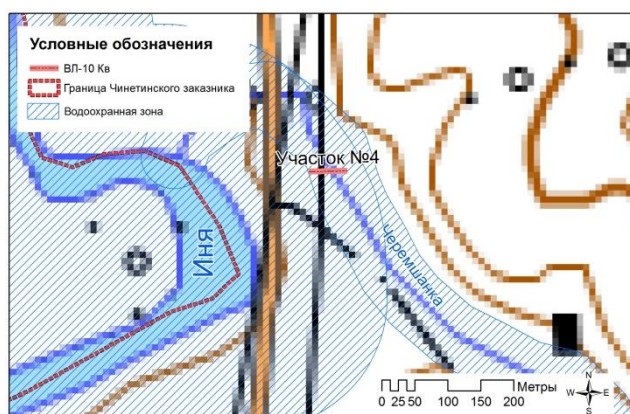 Условные обозначения
ВЛ-10 Кв
Граница Чинетинского заказника
Водоохранная зона
Участок №4
Иня
Черемшанка
Метры
0 25 50 100 150 200
N
W E
S